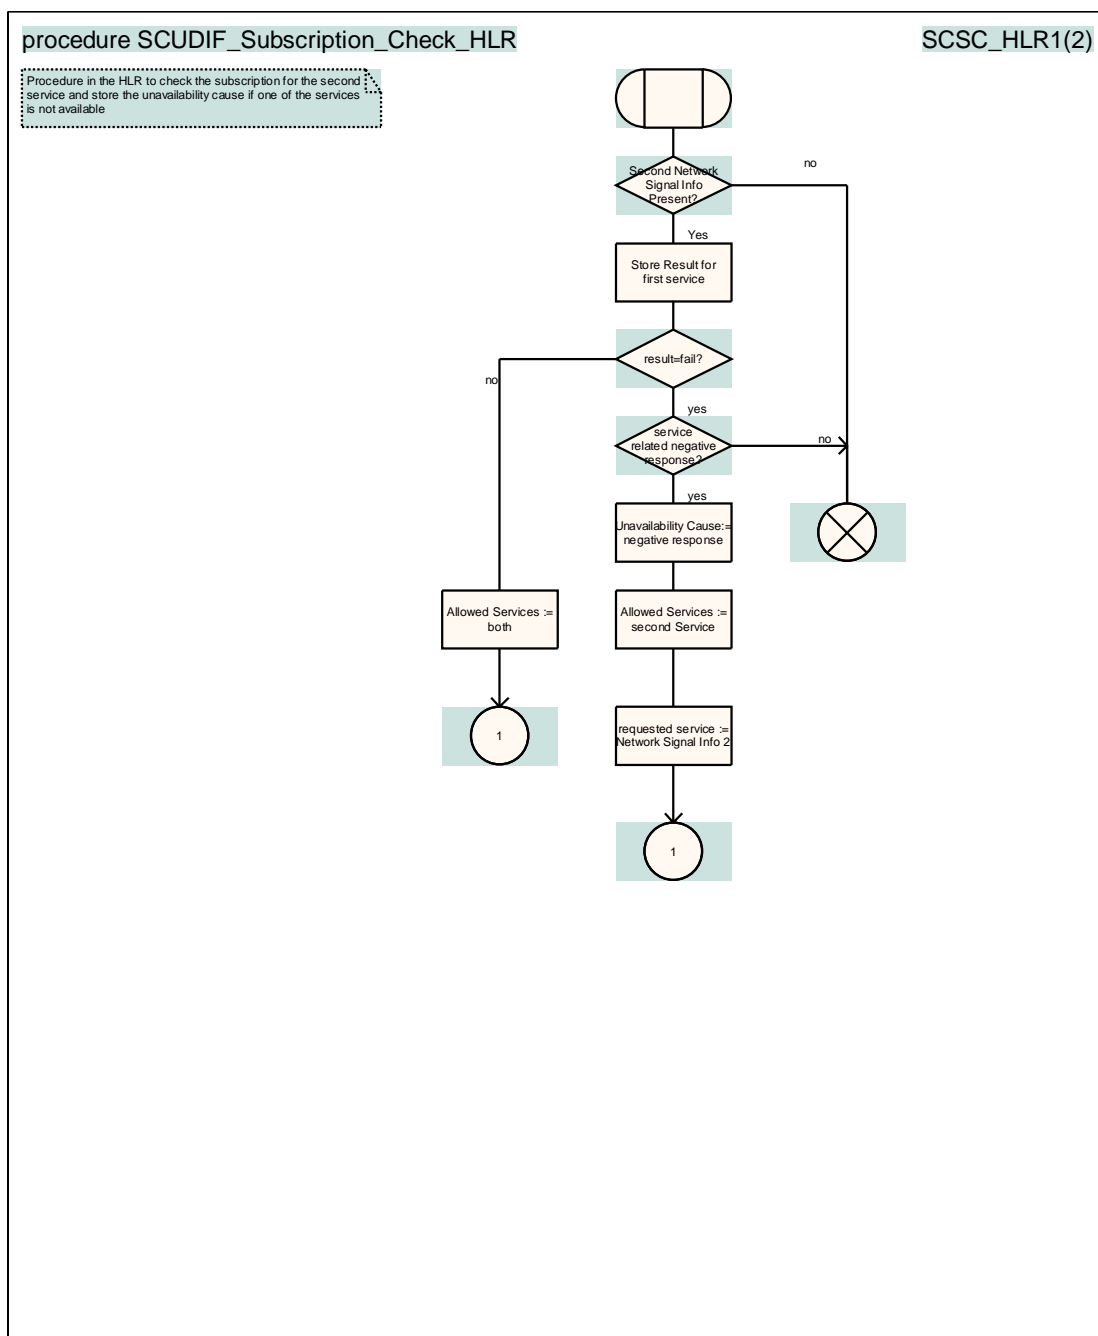 procedure SCUDIF_Subscription_Check_HLR
SCSC_HLR1(2)
Procedure in the HLR to check the subscription for the second
service and store the unavailability cause if one of the services
is not available
Second Network
Signal Info
Present?
no
Yes
Store Result for
first service
result=fail?
no
yes
service
related negative
response?
no
yes
Unavailability Cause:=
negative response
Allowed Services :=
both
Allowed Services :=
second Service
1
requested service :=
Network Signal Info 2
1